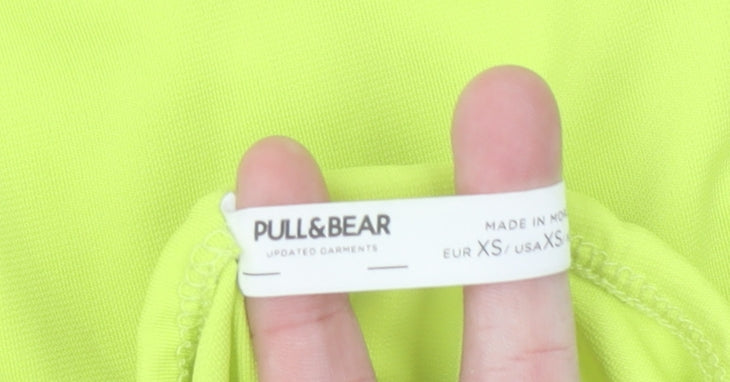 PULL&BEAR
UPDATED GARMENTS
MADE IN
EUR XS/ USA XS